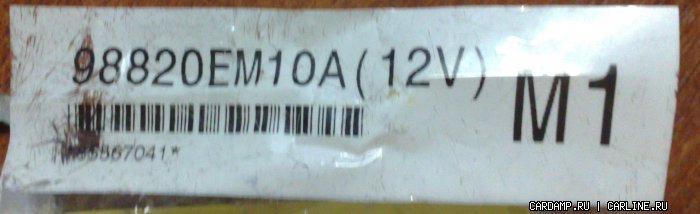 98820EM10A(12V)
M1
CARDAMP.RU | CARLINE.RU